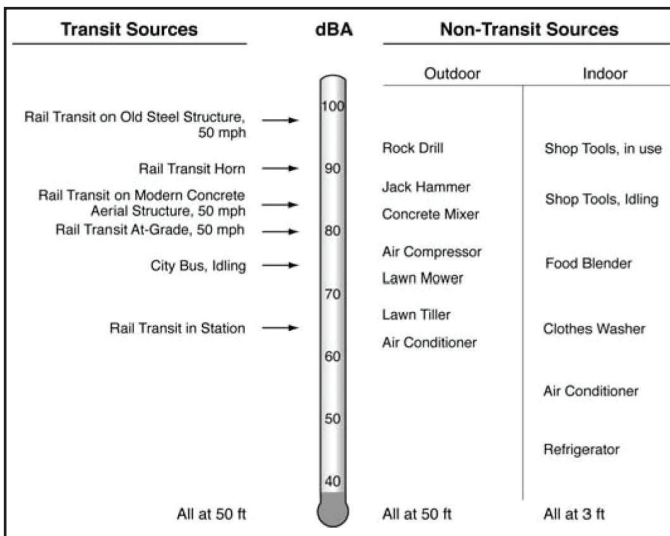 Transit Sources
dBA
Non-Transit Sources
Outdoor
Indoor
Rail Transit on Old Steel Structure,
50 mph
Rail Transit Horn
Rail Transit on Modern Concrete
Aerial Structure, 50 mph
Rail Transit At-Grade, 50 mph
City Bus, Idling
Rail Transit in Station
All at 50 ft
100
90
80
70
60
50
40
Rock Drill
Jack Hammer
Concrete Mixer
Air Compressor
Lawn Mower
Lawn Tiller
Air Conditioner
All at 50 ft
Shop Tools, in use
Shop Tools, Idling
Food Blender
Clothes Washer
Air Conditioner
Refrigerator
All at 3 ft